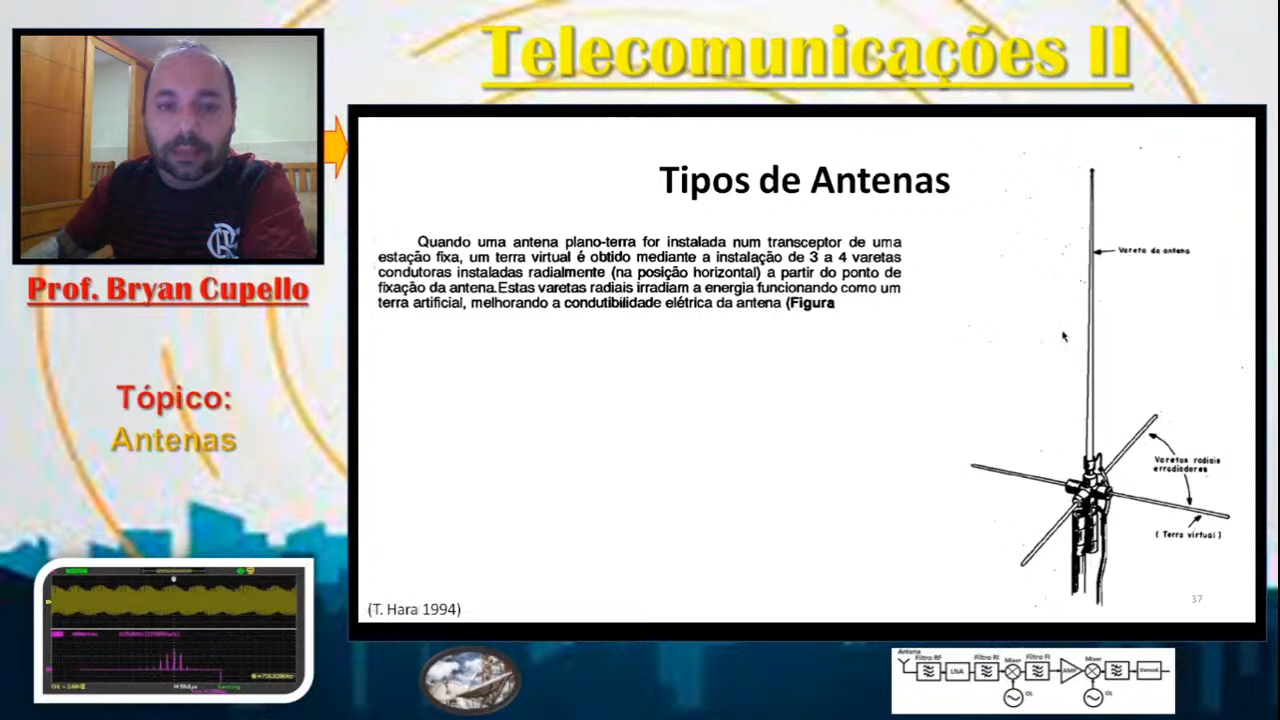 Telecomunicações II
Tipos de Antenas
Quando uma antena plano-terra for instalada num transceptor de uma
estação fixa, um terra virtual é obtido mediante a instalação de 3 a 4 varetas
condutoras instaladas radialmente (na posição horizontal) a partir do ponto de
fixação da antena.Estas varetas radiais irradiam a energia funcionando como um
terra artificial, melhorando a condutibilidade elétrica da antena (Figura
Vareta da antena
Varetas radiais
erradiadores
(Terra virtual)
(T. Hara 1994)
37
Prof. Bryan Cupello
Tópico:
Antenas
Antena
Filtro RF
LNA
Filtro RI
Mixer
OL
Filtro FI
AMP
Mixer
OL
Demod.